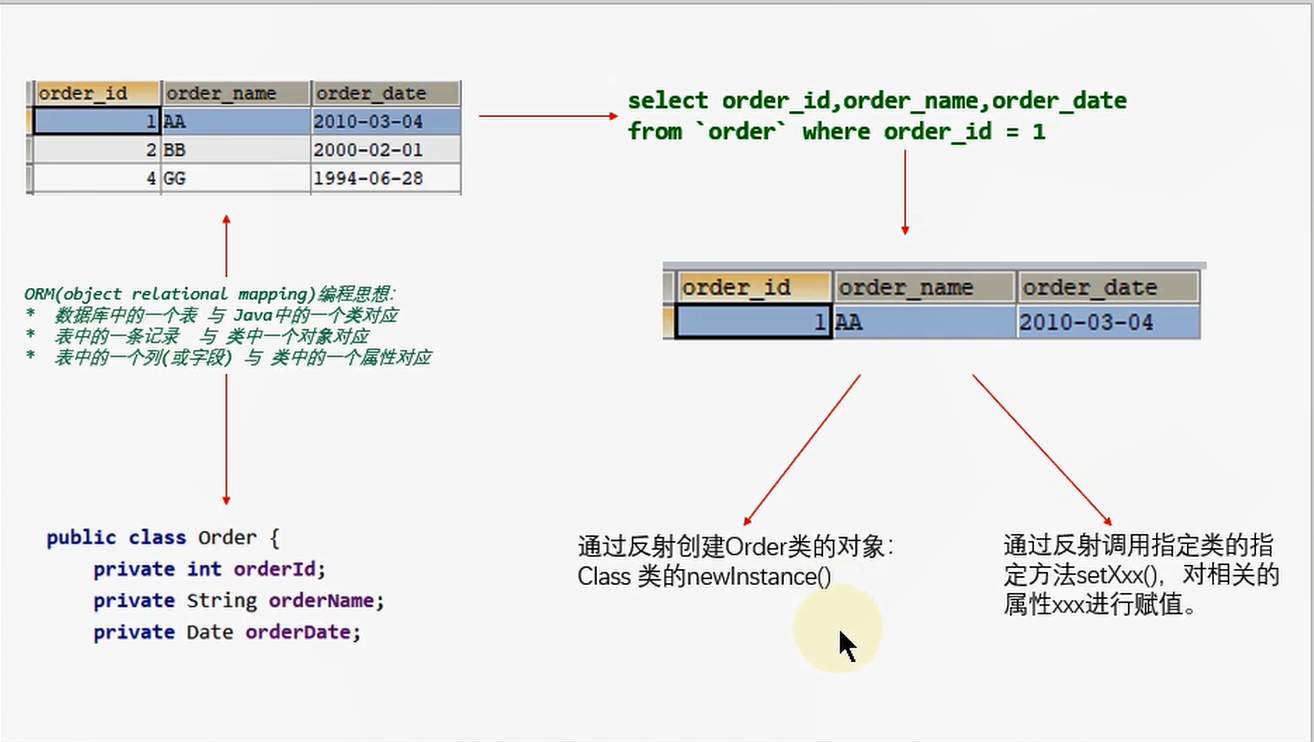 order_id order_name order_date
1 AA 2010-03-04
2 BB 2000-02-01
4 GG 1994-06-28
select order_id,order_name,order_date
from `order` where order_id = 1
order_id order_name order_date
1 AA 2010-03-04
ORM(object relational mapping)编程思想:
* 数据库中的一个表 与 Java中的一个类对应
* 表中的一条记录 与 类中一个对象对应
* 表中的一个列(或字段) 与 类中的一个属性对应
public class Order {
private int orderId;
private String orderName;
private Date orderDate;
通过反射创建Order类的对象:
Class 类的newInstance()
通过反射调用指定类的指
定方法setXxx(), 对相关的
属性xxx进行赋值。